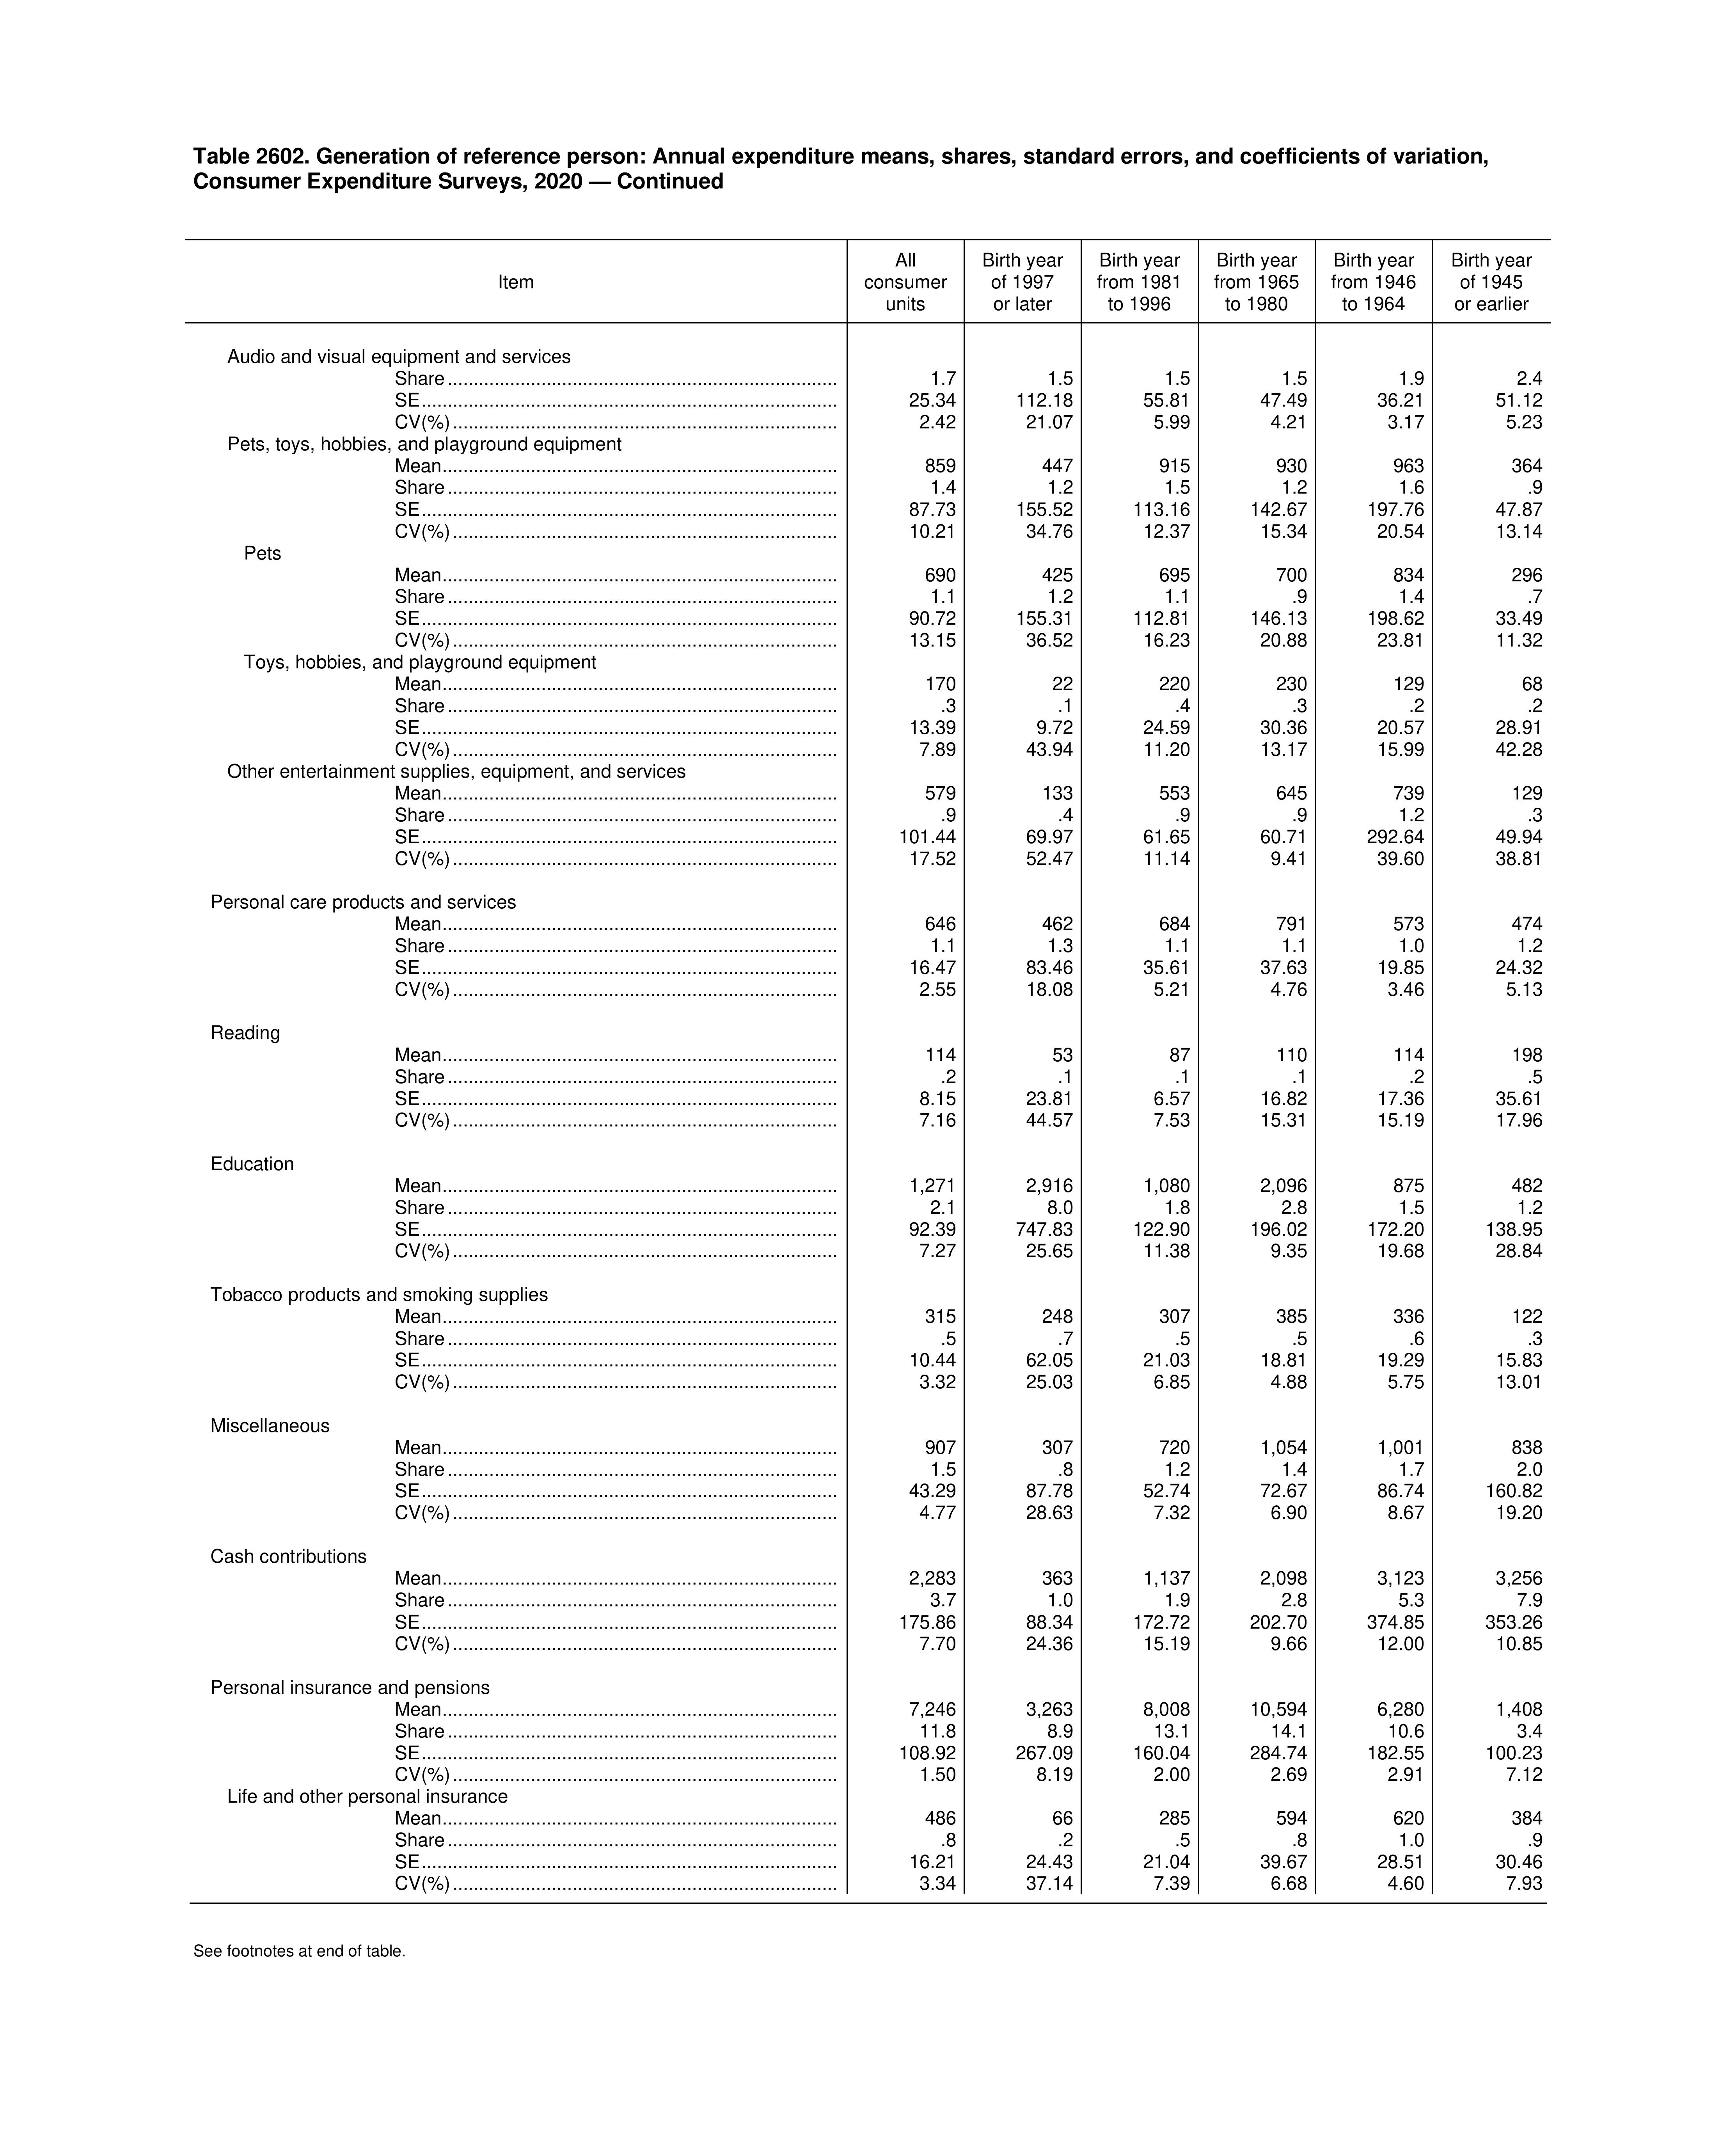 Table 2602. Generation of reference person: Annual expenditure means, shares, standard errors, and coefficients of variation,
Consumer Expenditure Surveys, 2020 — Continued
Item
All consumer units
Birth year of 1997 or later
Birth year from 1981 to 1996
Birth year from 1965 to 1980
Birth year from 1946 to 1964
Birth year of 1945 or earlier
Audio and visual equipment and services
Share 1.7 1.5 1.5 1.5 1.9 2.4
SE 25.34 112.18 55.81 47.49 36.21 51.12
CV(%) 2.42 21.07 5.99 4.21 3.17 5.23
Pets, toys, hobbies, and playground equipment
Mean 859 447 915 930 963 364
Share 1.4 1.2 1.5 1.2 1.6 .9
SE 87.73 155.52 113.16 142.67 197.76 47.87
CV(%) 10.21 34.76 12.37 15.34 20.54 13.14
Pets
Mean 690 425 695 700 834 296
Share 1.1 1.2 1.1 .9 1.4 .7
SE 90.72 155.31 112.81 146.13 198.62 33.49
CV(%) 13.15 36.52 16.23 20.88 23.81 11.32
Toys, hobbies, and playground equipment
Mean 170 22 220 230 129 68
Share .3 .1 .4 .3 .2 .2
SE 13.39 9.72 24.59 30.36 20.57 28.91
CV(%) 7.89 43.94 11.20 13.17 15.99 42.28
Other entertainment supplies, equipment, and services
Mean 579 133 553 645 739 129
Share .9 .4 .9 .9 1.2 .3
SE 101.44 69.97 61.65 60.71 292.64 49.94
CV(%) 17.52 52.47 11.14 9.41 39.60 38.81
Personal care products and services
Mean 646 462 684 791 573 474
Share 1.1 1.3 1.1 1.1 1.0 1.2
SE 16.47 83.46 35.61 37.63 19.85 24.32
CV(%) 2.55 18.08 5.21 4.76 3.46 5.13
Reading
Mean 114 53 87 110 114 198
Share .2 .1 .1 .1 .2 .5
SE 8.15 23.81 6.57 16.82 17.36 35.61
CV(%) 7.16 44.57 7.53 15.31 15.19 17.96
Education
Mean 1,271 2,916 1,080 2,096 875 482
Share 2.1 8.0 1.8 2.8 1.5 1.2
SE 92.39 747.83 122.90 196.02 172.20 138.95
CV(%) 7.27 25.65 11.38 9.35 19.68 28.84
Tobacco products and smoking supplies
Mean 315 248 307 385 336 122
Share .5 .7 .5 .5 .6 .3
SE 10.44 62.05 21.03 18.81 19.29 15.83
CV(%) 3.32 25.03 6.85 4.88 5.75 13.01
Miscellaneous
Mean 907 307 720 1,054 1,001 838
Share 1.5 .8 1.2 1.4 1.7 2.0
SE 43.29 87.78 52.74 72.67 86.74 160.82
CV(%) 4.77 28.63 7.32 6.90 8.67 19.20
Cash contributions
Mean 2,283 363 1,137 2,098 3,123 3,256
Share 3.7 1.0 1.9 2.8 5.3 7.9
SE 175.86 88.34 172.72 202.70 374.85 353.26
CV(%) 7.70 24.36 15.19 9.66 12.00 10.85
Personal insurance and pensions
Mean 7,246 3,263 8,008 10,594 6,280 1,408
Share 11.8 8.9 13.1 14.1 10.6 3.4
SE 108.92 267.09 160.04 284.74 182.55 100.23
CV(%) 1.50 8.19 2.00 2.69 2.91 7.12
Life and other personal insurance
Mean 486 66 285 594 620 384
Share .8 .2 .5 .8 1.0 .9
SE 16.21 24.43 21.04 39.67 28.51 30.46
CV(%) 3.34 37.14 7.39 6.68 4.60 7.93
See footnotes at end of table.